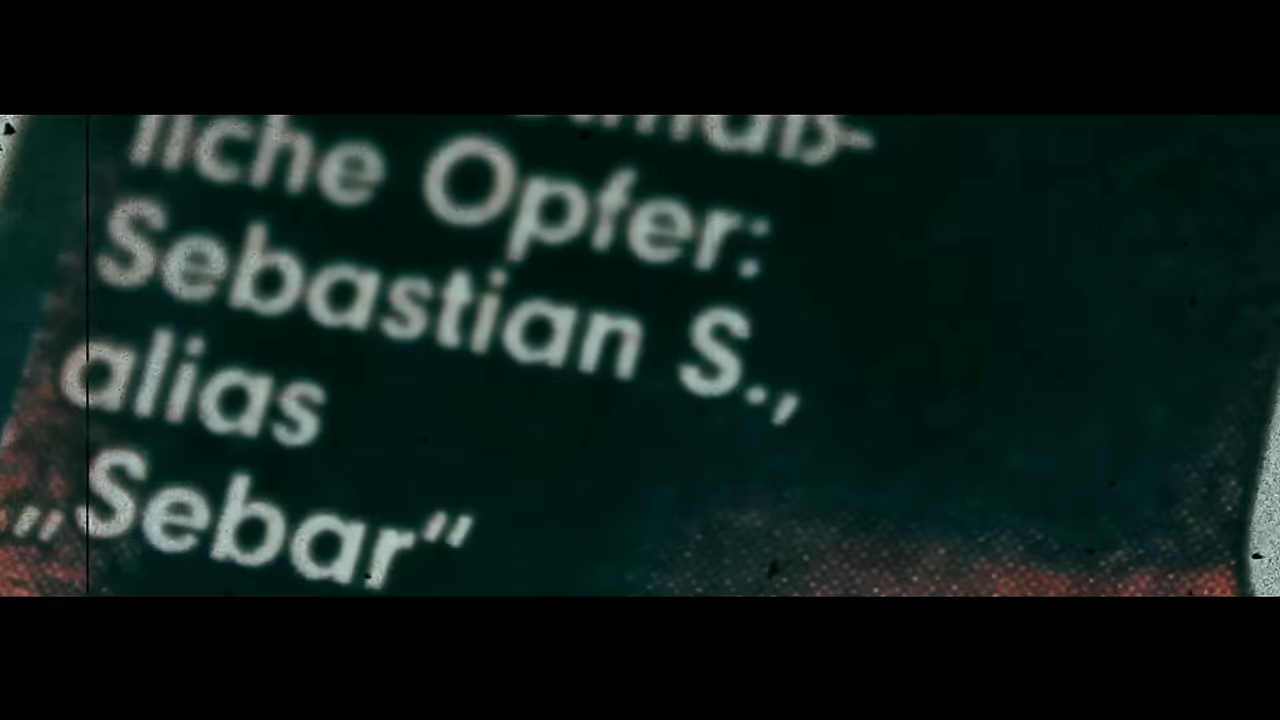 liche Opfer:
Sebastian S.,
alias
„Sebar“